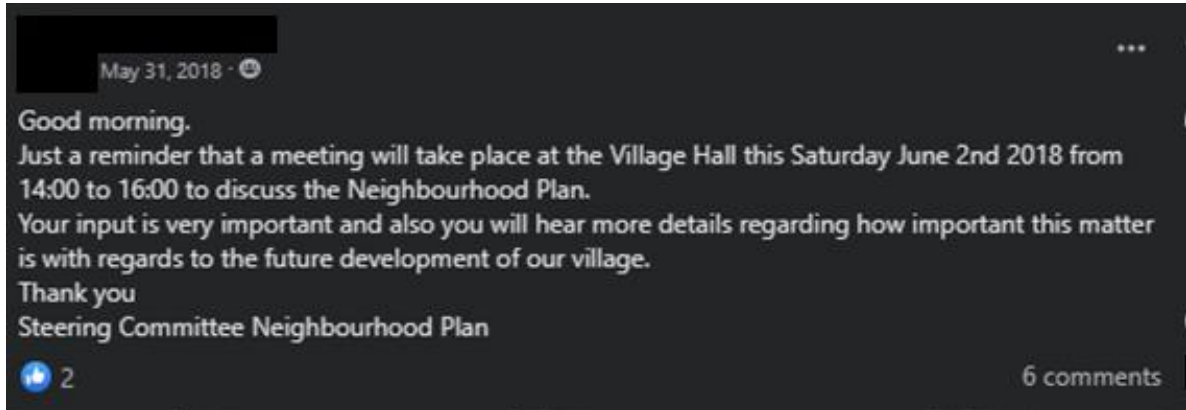 May 31, 2018 ·
Good morning.
Just a reminder that a meeting will take place at the Village Hall this Saturday June 2nd 2018 from
14:00 to 16:00 to discuss the Neighbourhood Plan.
Your input is very important and also you will hear more details regarding how important this matter
is with regards to the future development of our village.
Thank you
Steering Committee Neighbourhood Plan
2 6 comments